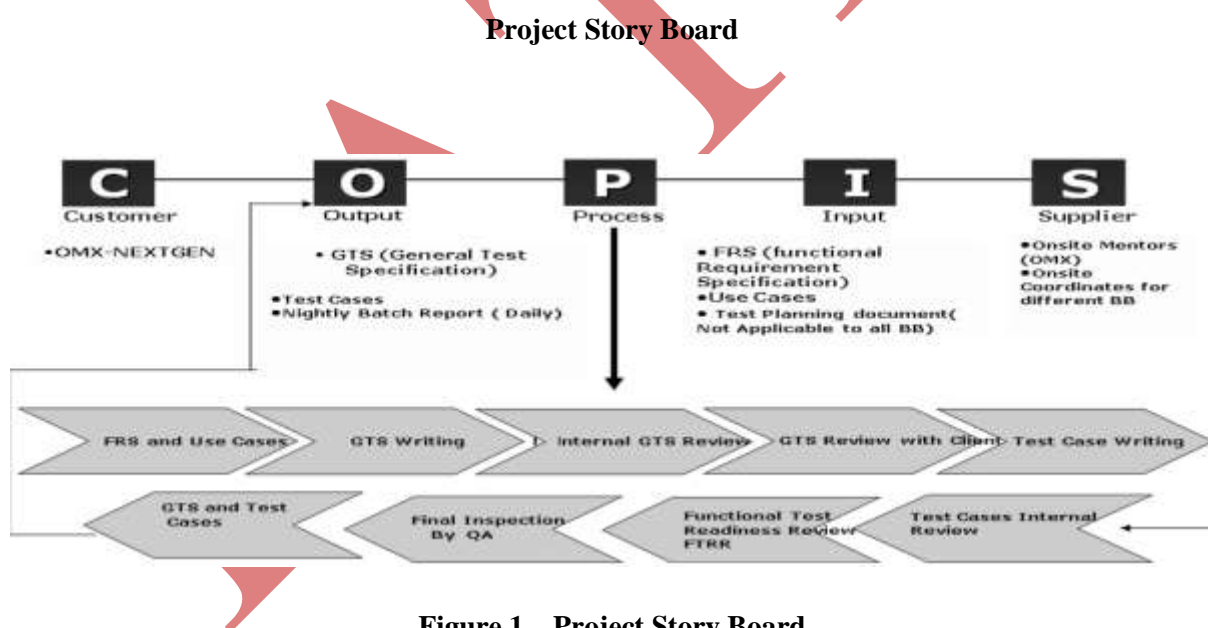 Project Story Board
C O P I S
Customer
•OMX-NEXTGEN
Output
• GTS (General Test
Specification)
•Test Cases
•Nightly Batch Report ( Daily)
Process
Input
• FRS (functional
Requirement
Specification)
•Use Cases
• Test Planning document(
Not Applicable to all BB)
Supplier
•Onsite Mentors
(OMX)
•Onsite
Coordinates for
different BB
FRS and Use Cases
GTS Writing
Internal GTS Review
GTS Review with Client
Test Case Writing
Test Cases Internal
Review
Functional Test
Readiness Review
FTRR
Final Inspection
By QA
GTS and Test
Cases
Figure 1 Project Story Board